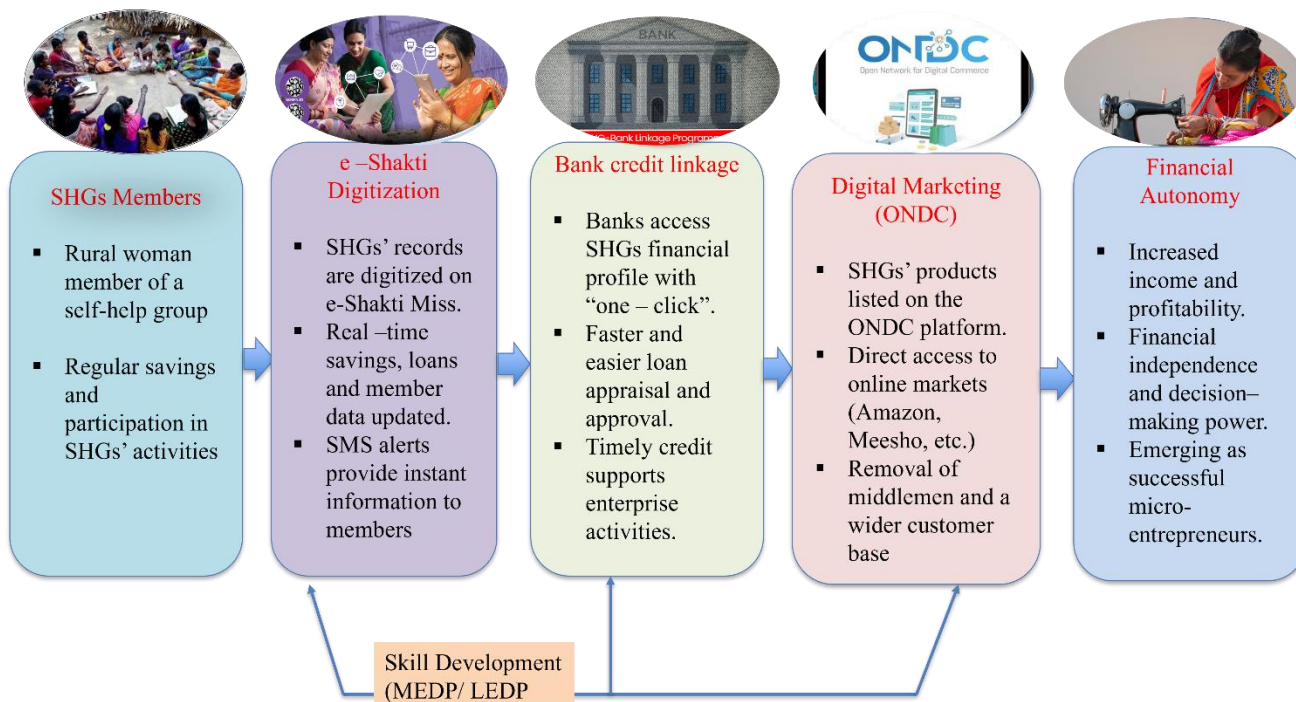 BANK
SHG-Bank Linkage Programme
ONDC
Open Network for Digital Commerce
SHGs Members
▪ Rural woman
member of a
self-help group
▪ Regular savings
and
participation in
SHGs’ activities
e –Shakti
Digitization
▪ SHGs’ records
are digitized on
e-Shakti Miss.
▪ Real –time
savings, loans
and member
data updated.
▪ SMS alerts
provide instant
information to
members
Bank credit linkage
▪ Banks access
SHGs financial
profile with
“one – click”.
▪ Faster and
easier loan
appraisal and
approval.
▪ Timely credit
supports
enterprise
activities.
Digital Marketing
(ONDC)
▪ SHGs’ products
listed on the
ONDC platform.
▪ Direct access to
online markets
(Amazon,
Meesho, etc.)
▪ Removal of
middlemen and a
wider customer
base
Financial
Autonomy
▪ Increased
income and
profitability.
▪ Financial
independence
and decision–
making power.
▪ Emerging as
successful
micro-
entrepreneurs.
Skill Development
(MEDP/ LEDP